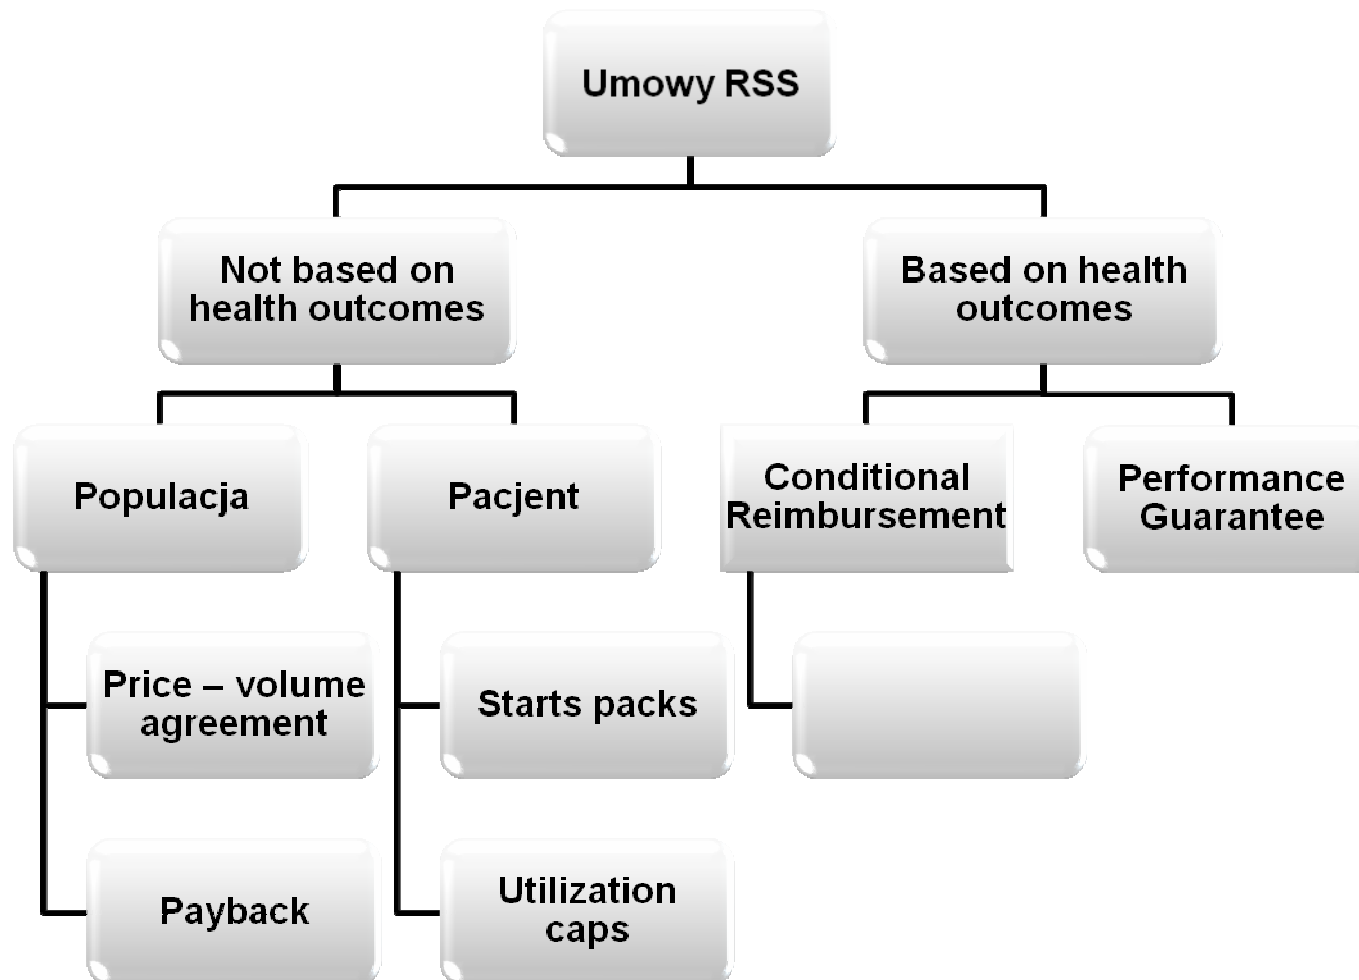 Umowy RSS
Not based on
health outcomes
Based on health
outcomes
Populacja
Pacjent
Conditional
Reimbursement
Performance
Guarantee
Price – volume
agreement
Starts packs
Payback
Utilization
caps